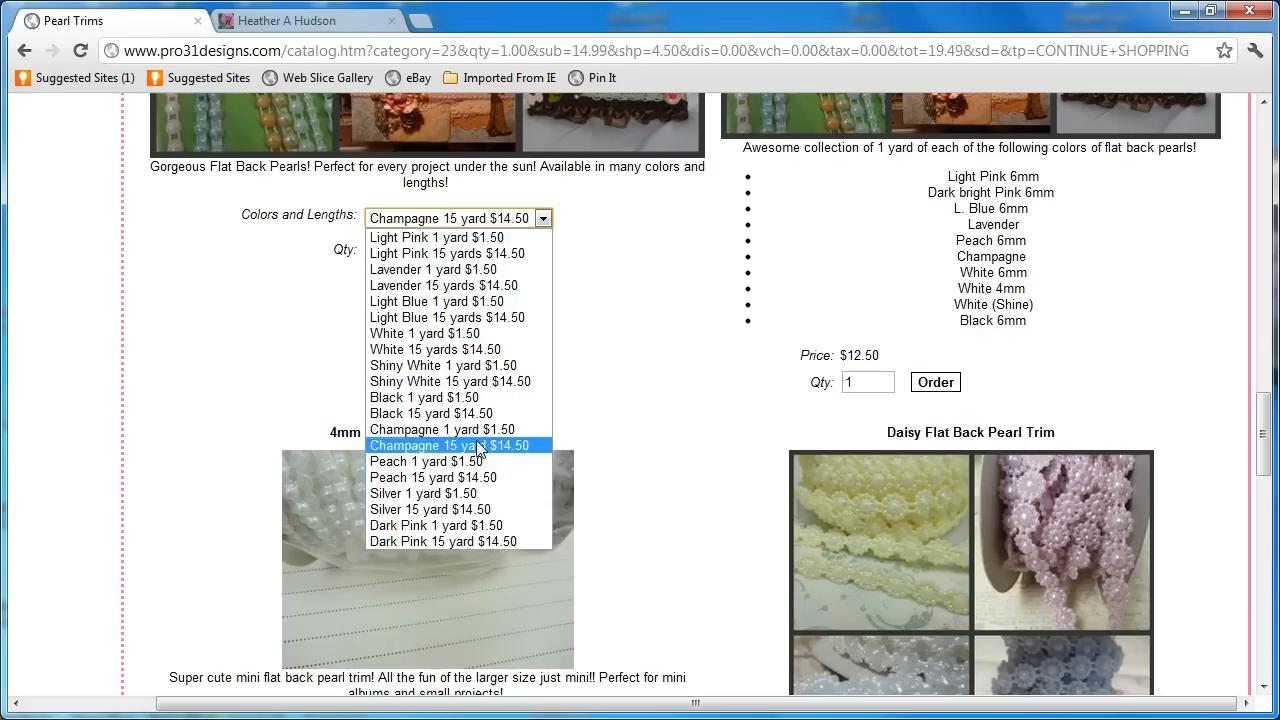 Pearl Trims
Heather A Hudson
www.pro31designs.com/catalog.htm?category=23&qty=1.00&sub=14.99&shp=4.50&dis=0.00&vch=0.00&tax=0.00&tot=19.49&sd=&tp=CONTINUE+SHOPPING
Suggested Sites (1)
Suggested Sites
Web Slice Gallery
eBay
Imported From IE
Pin It
Gorgeous Flat Back Pearls! Perfect for every project under the sun! Available in many colors and
lengths!
Colors and Lengths:
Champagne 15 yard $14.50
Qty:
Light Pink 1 yard $1.50
Light Pink 15 yards $14.50
Lavender 1 yard $1.50
Lavender 15 yards $14.50
Light Blue 1 yard $1.50
Light Blue 15 yards $14.50
White 1 yard $1.50
White 15 yards $14.50
Shiny White 1 yard $1.50
Shiny White 15 yard $14.50
Black 1 yard $1.50
Black 15 yard $14.50
Champagne 1 yard $1.50
Champagne 15 yard $14.50
Peach 1 yard $1.50
Peach 15 yard $14.50
Silver 1 yard $1.50
Silver 15 yard $14.50
Dark Pink 1 yard $1.50
Dark Pink 15 yard $14.50
4mm
Super cute mini flat back pearl trim! All the fun of the larger size just mini!! Perfect for mini
albums and small projects!
Awesome collection of 1 yard of each of the following colors of flat back pearls!
Light Pink 6mm
Dark bright Pink 6mm
L. Blue 6mm
Lavender
Peach 6mm
Champagne
White 6mm
White 4mm
White (Shine)
Black 6mm
Price: $12.50
Qty: 1 Order
Daisy Flat Back Pearl Trim